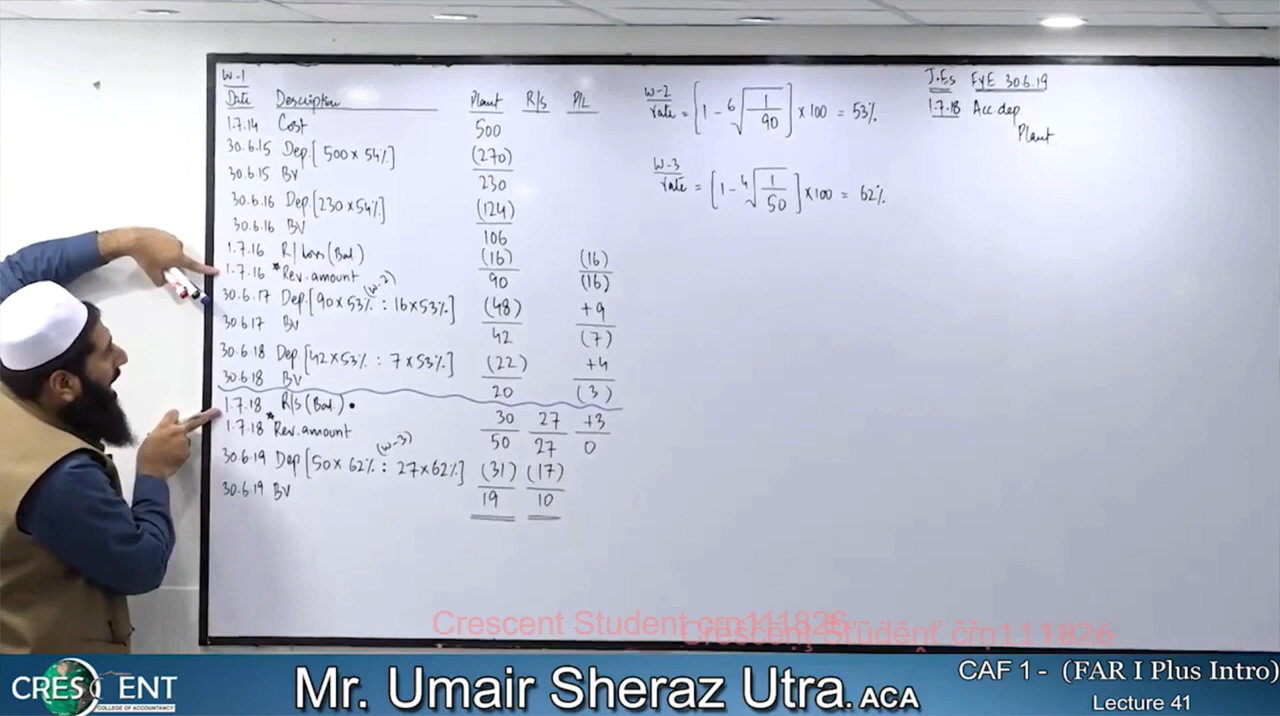 W-1
Date Description Plant R/s P/L
1.7.14 Cost 500
30.6.15 Dep.[500 x 54%] (270)
30.6.15 BV 230
30.6.16 Dep.[230 x 54%] (124)
30.6.16 BV 106
1.7.16 R/loss (Bal.) (16) (16)
1.7.16 * Rev. amount 90 (16)
(W-2)
30.6.17 Dep.[90 x 53% : 16 x 53%] (48) +9
30.6.17 BV 42 (7)
30.6.18 Dep.[42 x 53% : 7 x 53%] (22) +4
30.6.18 BV 20 (3)
1.7.18 R/s (Bal.) 30 27 +3
1.7.18 * Rev. amount 50 27 0
(W-3)
30.6.19 Dep [50 x 62% : 27 x 62%] (31) (17)
30.6.19 BV 19 10
W-2
rate = [1 - 6√1/90] x 100 = 53%
W-3
rate = [1 - 4√1/50] x 100 = 62%
J.Es FYE 30.6.19
1.7.18 Acc dep
Plant
Crescent Student crn111826
CRESCENT
COLLEGE OF ACCOUNTANCY
Mr. Umair Sheraz Utra. ACA
CAF 1 - (FAR I Plus Intro)
Lecture 41